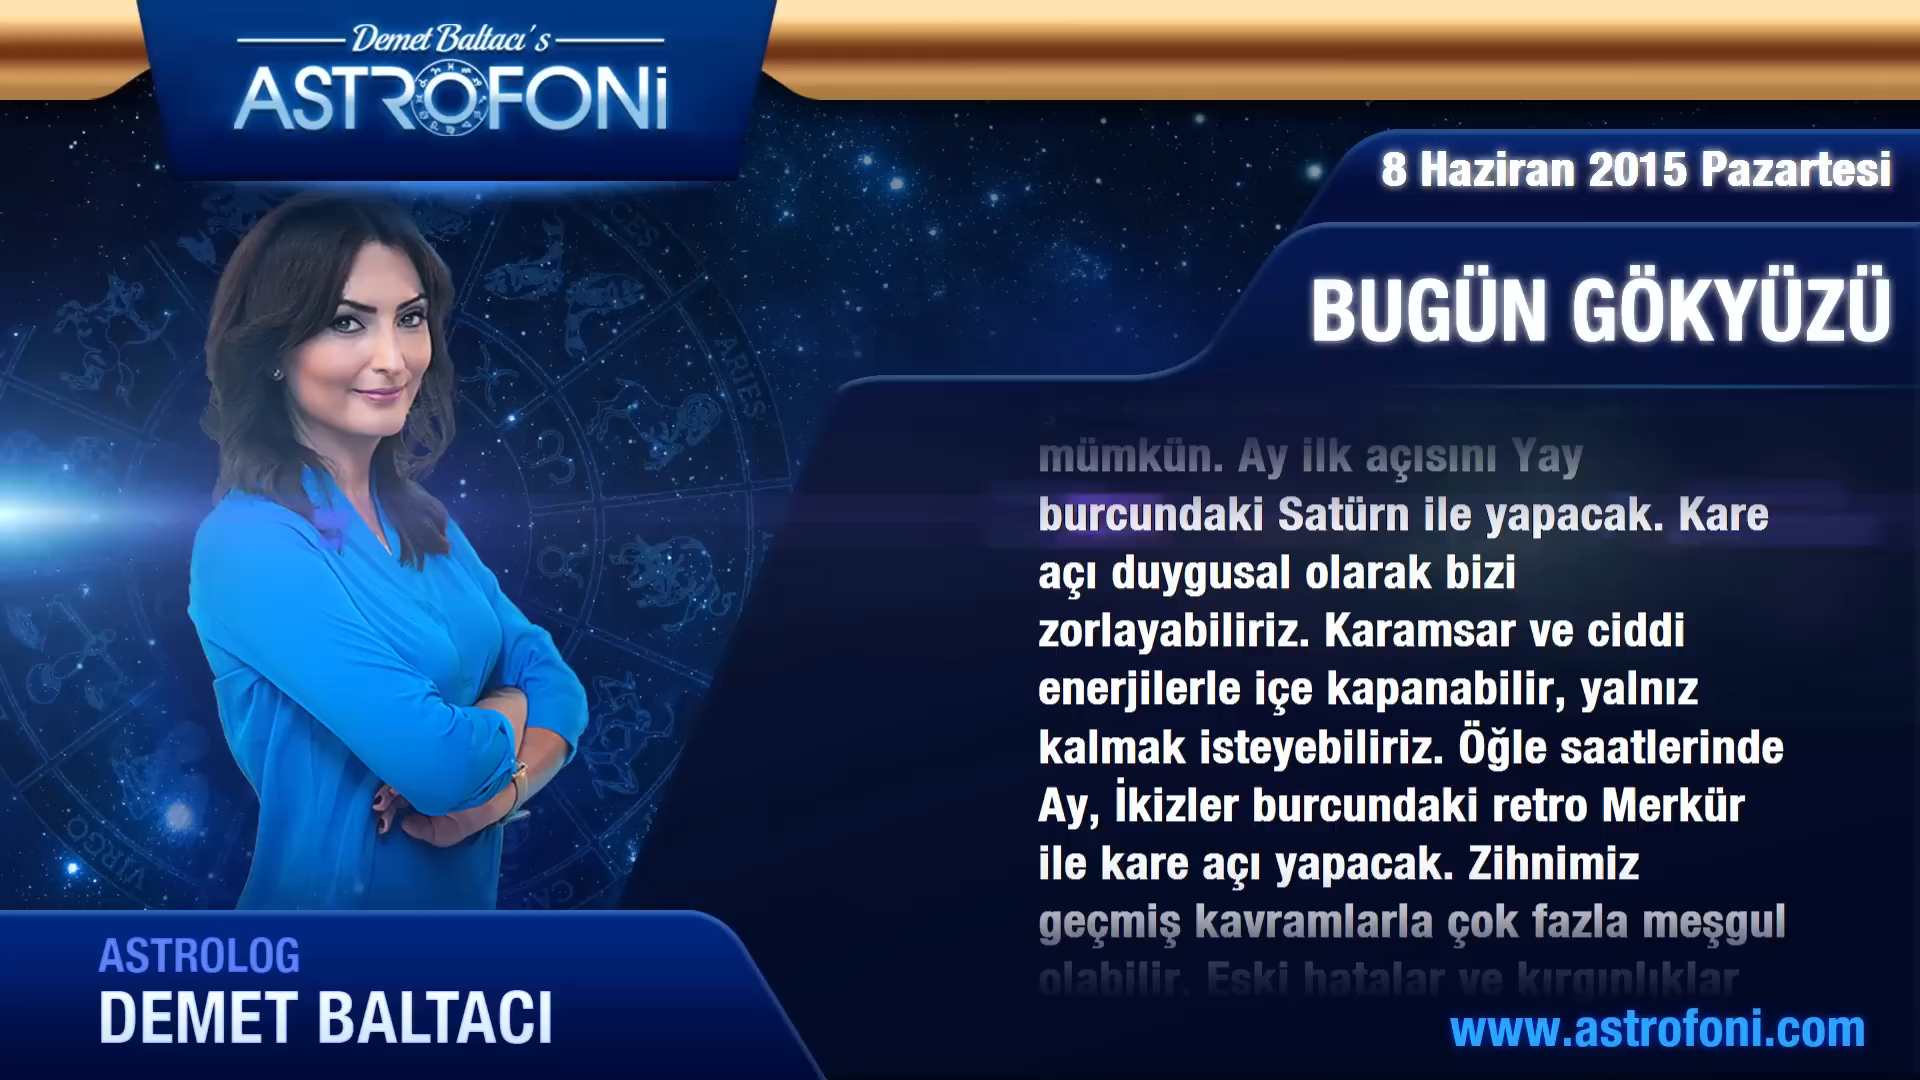 Demet Baltacı's
ASTROFONİ
8 Haziran 2015 Pazartesi
BUGÜN GÖKYÜZÜ
mümkün. Ay ilk açısını Yay
burcundaki Satürn ile yapacak. Kare
açı duygusal olarak bizi
zorlayabiliriz. Karamsar ve ciddi
enerjilerle içe kapanabilir, yalnız
kalmak isteyebiliriz. Öğle saatlerinde
Ay, İkizler burcundaki retro Merkür
ile kare açı yapacak. Zihnimiz
geçmiş kavramlarla çok fazla meşgul
olabilir. Eski hatalar ve kırgınlıklar
www.astrofoni.com
ASTROLOG
DEMET BALTACI
ARIES
VIRGO